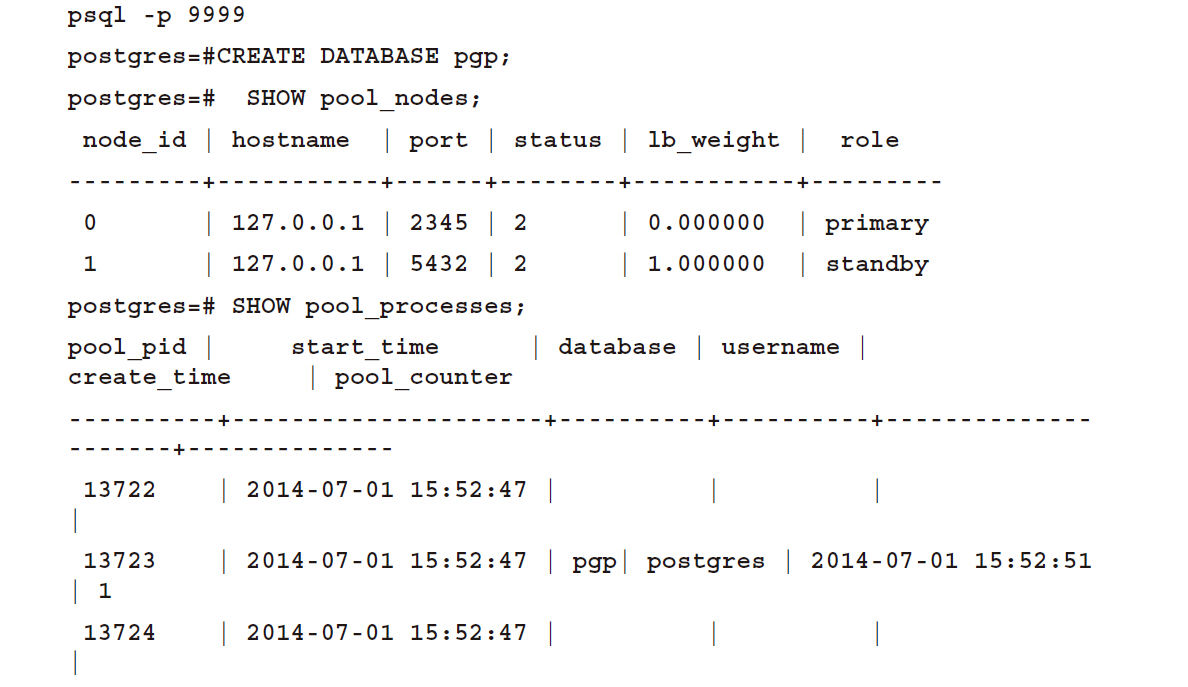 psql -p 9999
postgres=#CREATE DATABASE pgp;
postgres=#  SHOW pool_nodes;
 node_id | hostname  | port | status | lb_weight |  role
---------+-----------+------+--------+-----------+---------
 0       | 127.0.0.1 | 2345 | 2      | 0.000000  | primary
 1       | 127.0.0.1 | 5432 | 2      | 1.000000  | standby
postgres=# SHOW pool_processes;
pool_pid |     start_time      | database | username |
create_time     | pool_counter
----------+---------------------+----------+----------+--------------
-------+--------------
 13722    | 2014-07-01 15:52:47 |          |          |
|
 13723    | 2014-07-01 15:52:47 | pgp| postgres | 2014-07-01 15:52:51
| 1
 13724    | 2014-07-01 15:52:47 |          |          |
|